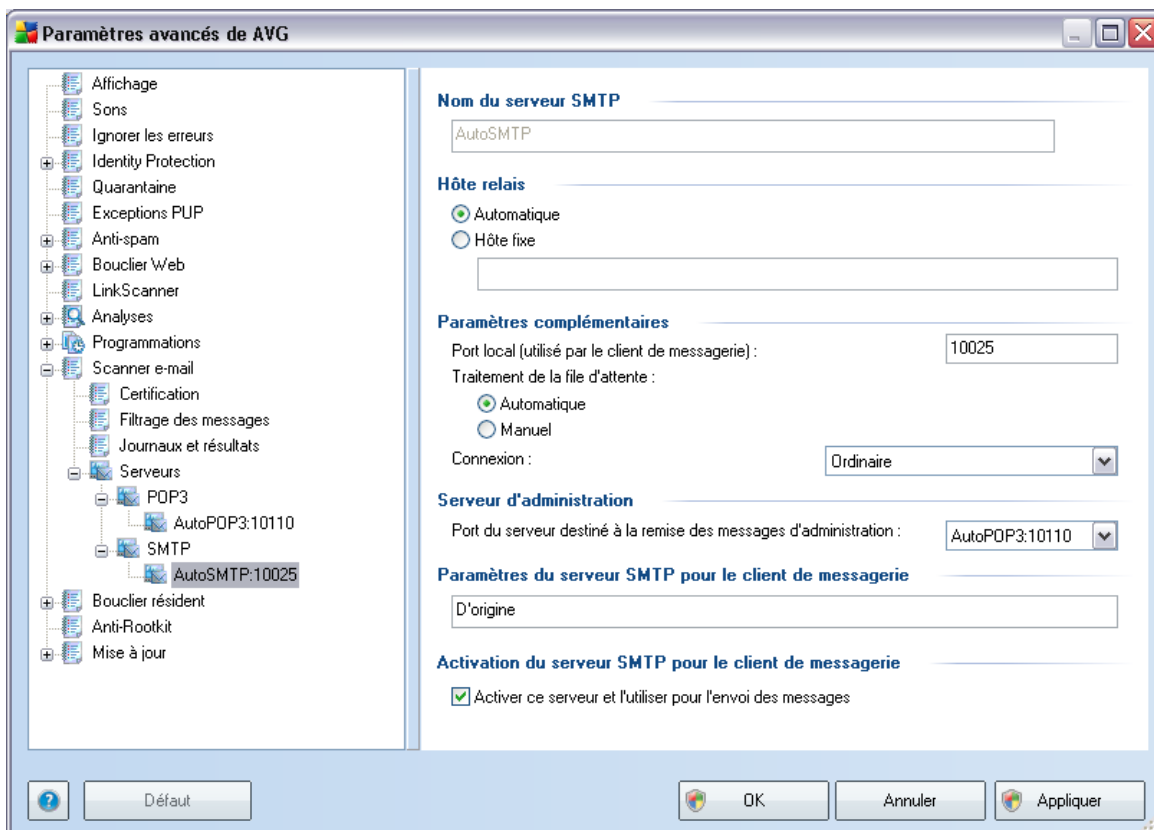 Paramètres avancés de AVG
Affichage
Sons
Ignorer les erreurs
Identity Protection
Quarantaine
Exceptions PUP
Anti-spam
Bouclier Web
LinkScanner
Analyses
Programmations
Scanner e-mail
Certification
Filtrage des messages
Journaux et résultats
Serveurs
POP3
AutoPOP3:10110
SMTP
AutoSMTP:10025
Bouclier résident
Anti-Rootkit
Mise à jour
Nom du serveur SMTP
AutoSMTP
Hôte relais
Automatique
Hôte fixe
Paramètres complémentaires
Port local (utilisé par le client de messagerie) :
10025
Traitement de la file d'attente :
Automatique
Manuel
Connexion :
Ordinaire
Serveur d'administration
Port du serveur destiné à la remise des messages d'administration :
AutoPOP3:10110
Paramètres du serveur SMTP pour le client de messagerie
D'origine
Activation du serveur SMTP pour le client de messagerie
Activer ce serveur et l'utiliser pour l'envoi des messages
?
Défaut
OK
Annuler
Appliquer